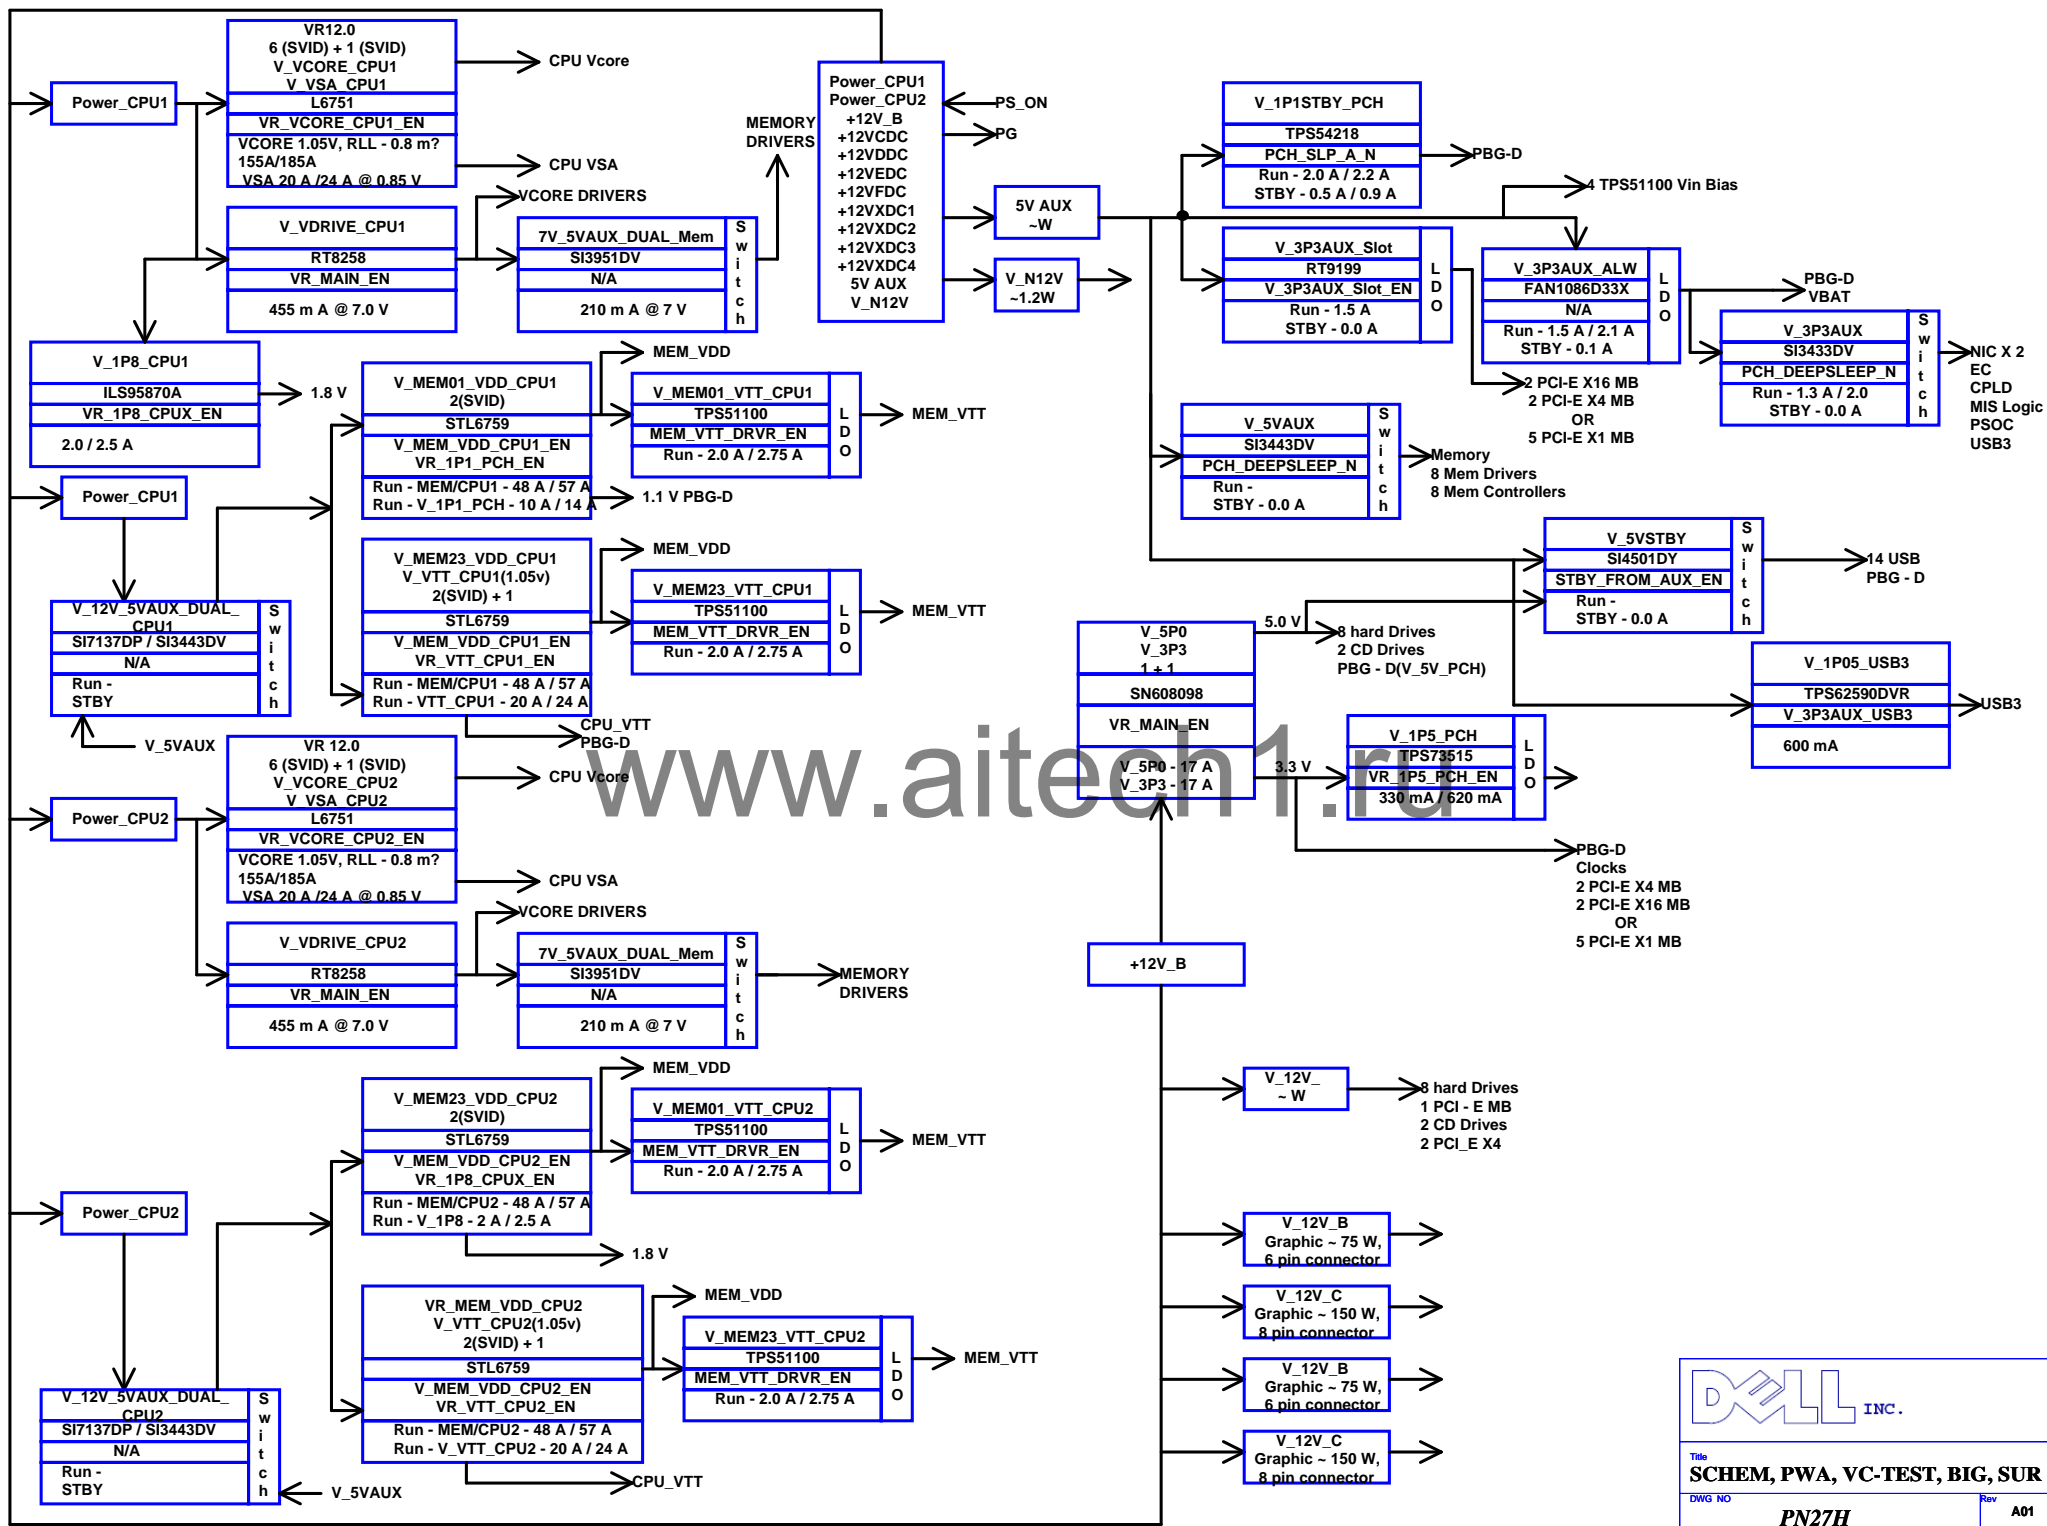 VR12.0
6 (SVID) + 1 (SVID)
V_VCORE_CPU1
V_VSA_CPU1
L6751
VR_VCORE_CPU1_EN
VCORE 1.05V, RLL - 0.8 m?
155A/185A
VSA 20 A /24 A @ 0.85 V
CPU Vcore
CPU VSA
Power_CPU1
V_VDRIVE_CPU1
RT8258
VR_MAIN_EN
455 m A @ 7.0 V
VCORE DRIVERS
7V_5VAUX_DUAL_Mem
SI3951DV
N/A
210 m A @ 7 V
Switch
MEMORY
DRIVERS
Power_CPU1
Power_CPU2
+12V_B
+12VCDC
+12VDDC
+12VEDC
+12VFDC
+12VXDC1
+12VXDC2
+12VXDC3
+12VXDC4
5V AUX
V_N12V
PS_ON
PG
5V AUX
~W
V_N12V
~1.2W
V_1P1STBY_PCH
TPS54218
PCH_SLP_A_N
Run - 2.0 A / 2.2 A
STBY - 0.5 A / 0.9 A
PBG-D
4 TPS51100 Vin Bias
V_3P3AUX_Slot
RT9199
V_3P3AUX_Slot_EN
Run - 1.5 A
STBY - 0.0 A
LDO
V_3P3AUX_ALW
FAN1086D33X
N/A
Run - 1.5 A / 2.1 A
STBY - 0.1 A
LDO
PBG-D
VBAT
V_3P3AUX
SI3433DV
PCH_DEEPSLEEP_N
Run - 1.3 A / 2.0
STBY - 0.0 A
Switch
NIC X 2
EC
CPLD
MIS Logic
PSOC
USB3
2 PCI-E X16 MB
2 PCI-E X4 MB
OR
5 PCI-E X1 MB
V_5VAUX
SI3443DV
PCH_DEEPSLEEP_N
Run -
STBY - 0.0 A
Switch
Memory
8 Mem Drivers
8 Mem Controllers
V_1P8_CPU1
ILS95870A
VR_1P8_CPUX_EN
2.0 / 2.5 A
1.8 V
V_MEM01_VDD_CPU1
2(SVID)
STL6759
V_MEM_VDD_CPU1_EN
VR_1P1_PCH_EN
Run - MEM/CPU1 - 48 A / 57 A
Run - V_1P1_PCH - 10 A / 14 A
MEM_VDD
V_MEM01_VTT_CPU1
TPS51100
MEM_VTT_DRVR_EN
Run - 2.0 A / 2.75 A
LDO
MEM_VTT
1.1 V PBG-D
Power_CPU1
V_MEM23_VDD_CPU1
V_VTT_CPU1(1.05v)
2(SVID) + 1
STL6759
V_MEM_VDD_CPU1_EN
VR_VTT_CPU1_EN
Run - MEM/CPU1 - 48 A / 57 A
Run - VTT_CPU1 - 20 A / 24 A
MEM_VDD
V_MEM23_VTT_CPU1
TPS51100
MEM_VTT_DRVR_EN
Run - 2.0 A / 2.75 A
LDO
MEM_VTT
CPU_VTT
PBG-D
V_12V_5VAUX_DUAL_
CPU1
SI7137DP / SI3443DV
N/A
Run -
STBY
Switch
V_5VAUX
V_5VSTBY
SI4501DY
STBY_FROM_AUX_EN
Run -
STBY - 0.0 A
Switch
14 USB
PBG - D
V_5P0
V_3P3
1 + 1
SN608098
VR_MAIN_EN
V_5P0 - 17 A
V_3P3 - 17 A
5.0 V
8 hard Drives
2 CD Drives
PBG - D(V_5V_PCH)
V_1P05_USB3
TPS62590DVR
V_3P3AUX_USB3
600 mA
USB3
3.3 V
V_1P5_PCH
TPS73515
VR_1P5_PCH_EN
330 mA / 620 mA
LDO
PBG-D
Clocks
2 PCI-E X4 MB
2 PCI-E X16 MB
OR
5 PCI-E X1 MB
www.aitech1.ru
VR 12.0
6 (SVID) + 1 (SVID)
V_VCORE_CPU2
V_VSA_CPU2
L6751
VR_VCORE_CPU2_EN
VCORE 1.05V, RLL - 0.8 m?
155A/185A
VSA 20 A /24 A @ 0.85 V
CPU Vcore
CPU VSA
Power_CPU2
V_VDRIVE_CPU2
RT8258
VR_MAIN_EN
455 m A @ 7.0 V
VCORE DRIVERS
7V_5VAUX_DUAL_Mem
SI3951DV
N/A
210 m A @ 7 V
Switch
MEMORY
DRIVERS
+12V_B
V_MEM23_VDD_CPU2
2(SVID)
STL6759
V_MEM_VDD_CPU2_EN
VR_1P8_CPUX_EN
Run - MEM/CPU2 - 48 A / 57 A
Run - V_1P8 - 2 A / 2.5 A
MEM_VDD
V_MEM01_VTT_CPU2
TPS51100
MEM_VTT_DRVR_EN
Run - 2.0 A / 2.75 A
LDO
MEM_VTT
1.8 V
V_12V_
~ W
8 hard Drives
1 PCI - E MB
2 CD Drives
2 PCI_E X4
Power_CPU2
VR_MEM_VDD_CPU2
V_VTT_CPU2(1.05v)
2(SVID) + 1
STL6759
V_MEM_VDD_CPU2_EN
VR_VTT_CPU2_EN
Run - MEM/CPU2 - 48 A / 57 A
Run - V_VTT_CPU2 - 20 A / 24 A
MEM_VDD
V_MEM23_VTT_CPU2
TPS51100
MEM_VTT_DRVR_EN
Run - 2.0 A / 2.75 A
LDO
MEM_VTT
CPU_VTT
V_12V_5VAUX_DUAL_
CPU2
SI7137DP / SI3443DV
N/A
Run -
STBY
Switch
V_5VAUX
V_12V_B
Graphic ~ 75 W,
6 pin connector
V_12V_C
Graphic ~ 150 W,
8 pin connector
V_12V_B
Graphic ~ 75 W,
6 pin connector
V_12V_C
Graphic ~ 150 W,
8 pin connector
DELL INC.
Title
SCHEM, PWA, VC-TEST, BIG, SUR
DWG NO
PN27H
Rev
A01